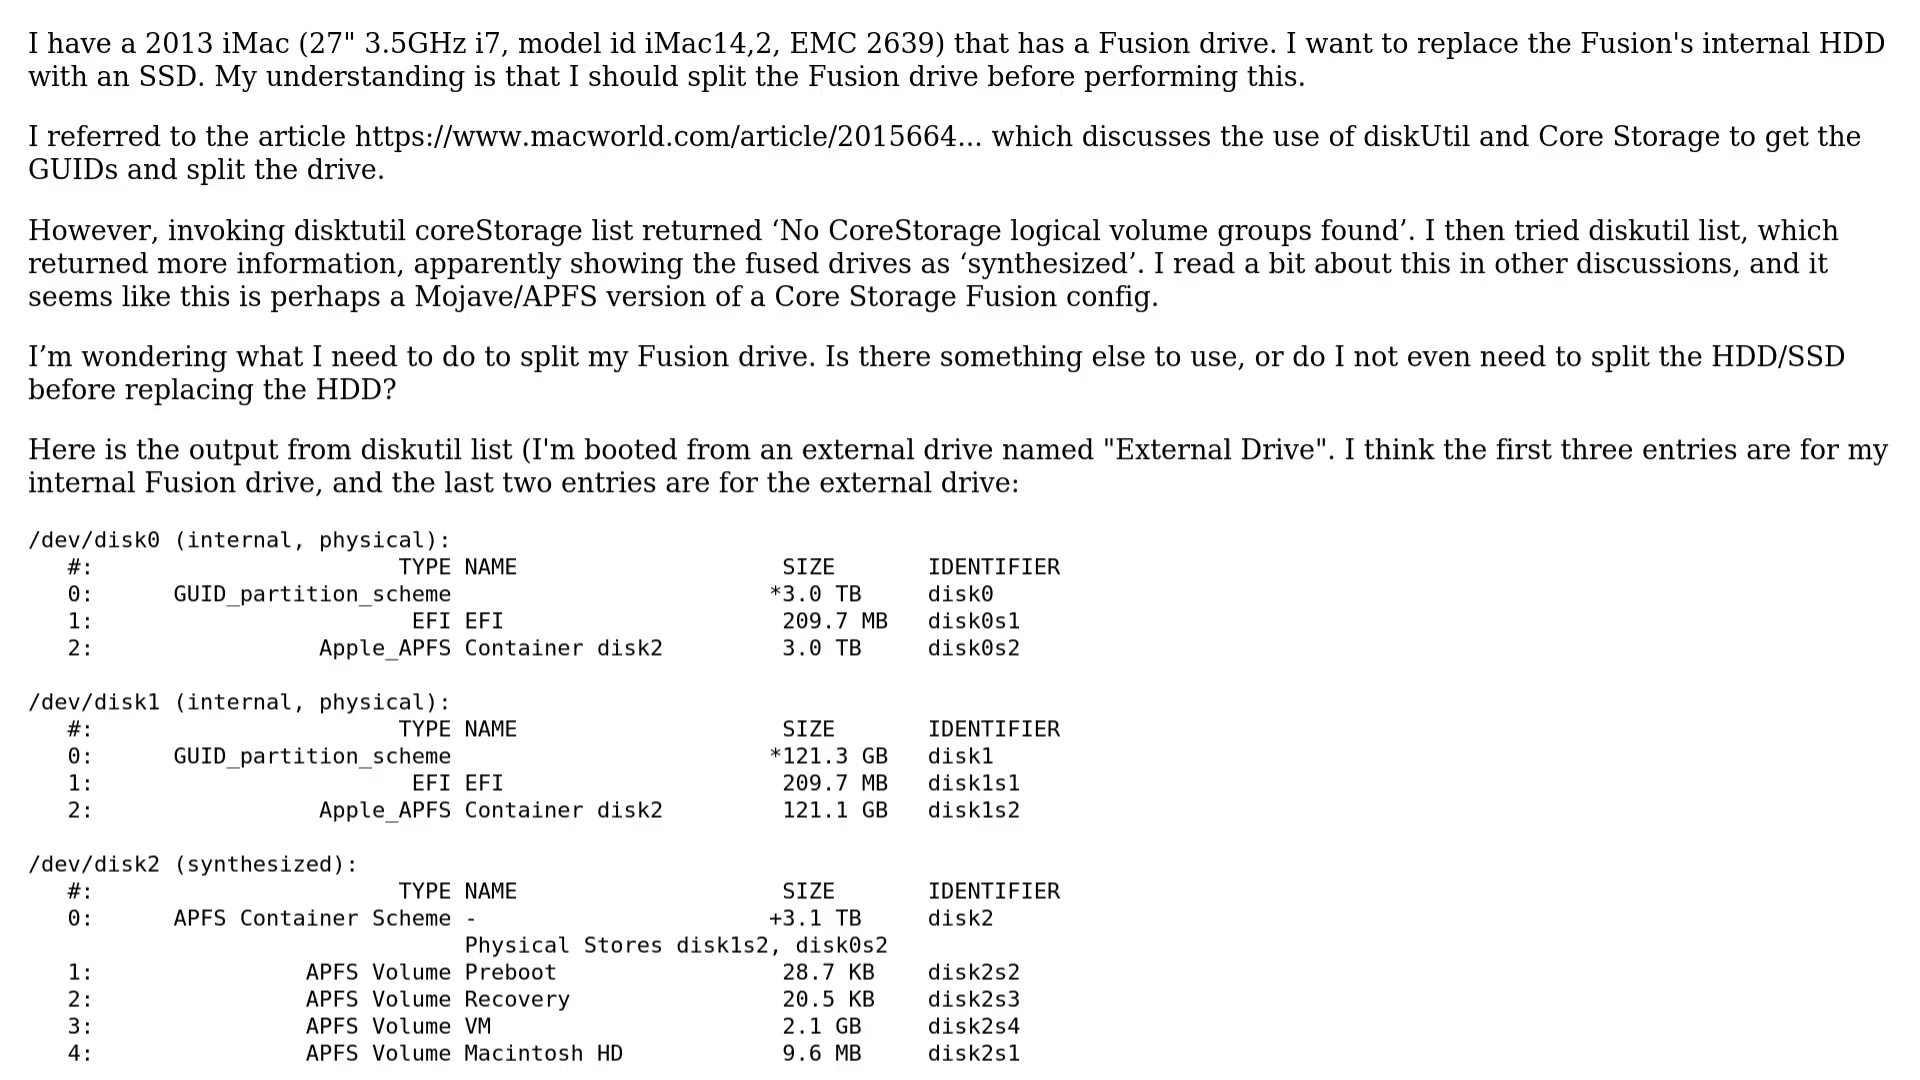 I have a 2013 iMac (27" 3.5GHz i7, model id iMac14,2, EMC 2639) that has a Fusion drive. I want to replace the Fusion's internal HDD
with an SSD. My understanding is that I should split the Fusion drive before performing this.
I referred to the article https://www.macworld.com/article/2015664... which discusses the use of diskUtil and Core Storage to get the
GUIDs and split the drive.
However, invoking disktutil coreStorage list returned ‘No CoreStorage logical volume groups found’. I then tried diskutil list, which
returned more information, apparently showing the fused drives as ‘synthesized’. I read a bit about this in other discussions, and it
seems like this is perhaps a Mojave/APFS version of a Core Storage Fusion config.
I’m wondering what I need to do to split my Fusion drive. Is there something else to use, or do I not even need to split the HDD/SSD
before replacing the HDD?
Here is the output from diskutil list (I'm booted from an external drive named "External Drive". I think the first three entries are for my
internal Fusion drive, and the last two entries are for the external drive:
/dev/disk0 (internal, physical):
#: TYPE NAME SIZE IDENTIFIER
0: GUID_partition_scheme *3.0 TB disk0
1: EFI EFI 209.7 MB disk0s1
2: Apple_APFS Container disk2 3.0 TB disk0s2
/dev/disk1 (internal, physical):
#: TYPE NAME SIZE IDENTIFIER
0: GUID_partition_scheme *121.3 GB disk1
1: EFI EFI 209.7 MB disk1s1
2: Apple_APFS Container disk2 121.1 GB disk1s2
/dev/disk2 (synthesized):
#: TYPE NAME SIZE IDENTIFIER
0: APFS Container Scheme - +3.1 TB disk2
Physical Stores disk1s2, disk0s2
1: APFS Volume Preboot 28.7 KB disk2s2
2: APFS Volume Recovery 20.5 KB disk2s3
3: APFS Volume VM 2.1 GB disk2s4
4: APFS Volume Macintosh HD 9.6 MB disk2s1